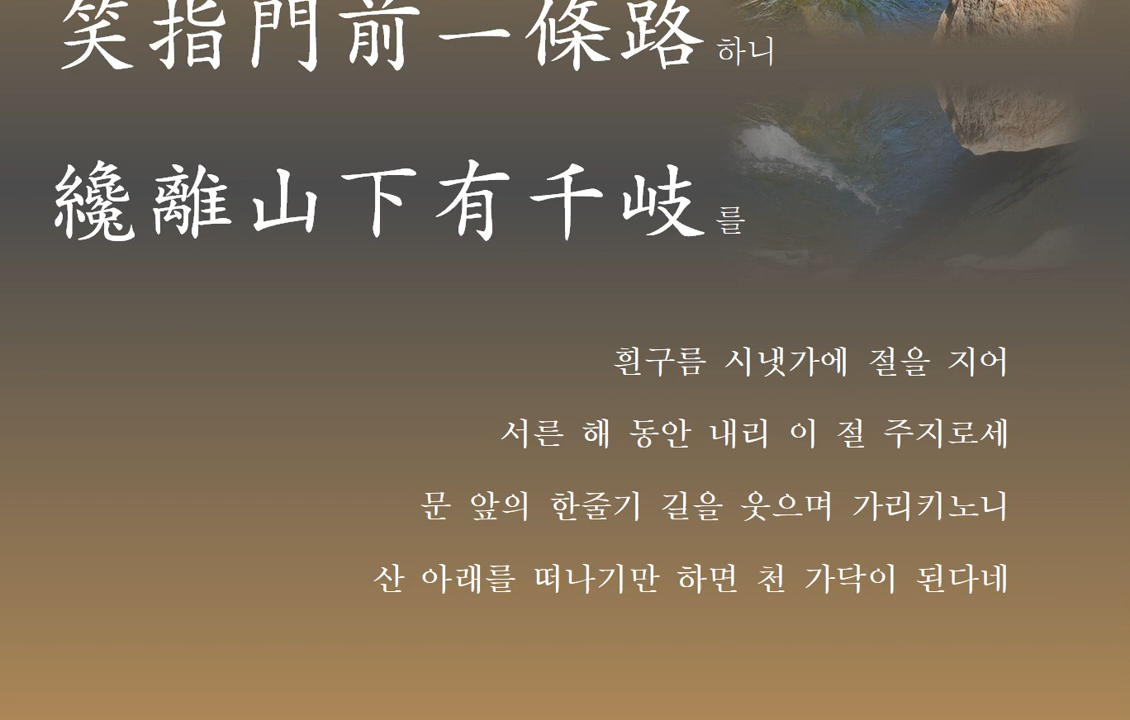 笑指門前一條路 하니
纔離山下有千岐 를
흰구름 시냇가에 절을 지어
서른 해 동안 내리 이 절 주지로세
문 앞의 한줄기 길을 웃으며 가리키노니
산 아래를 떠나기만 하면 천 가닥이 된다네